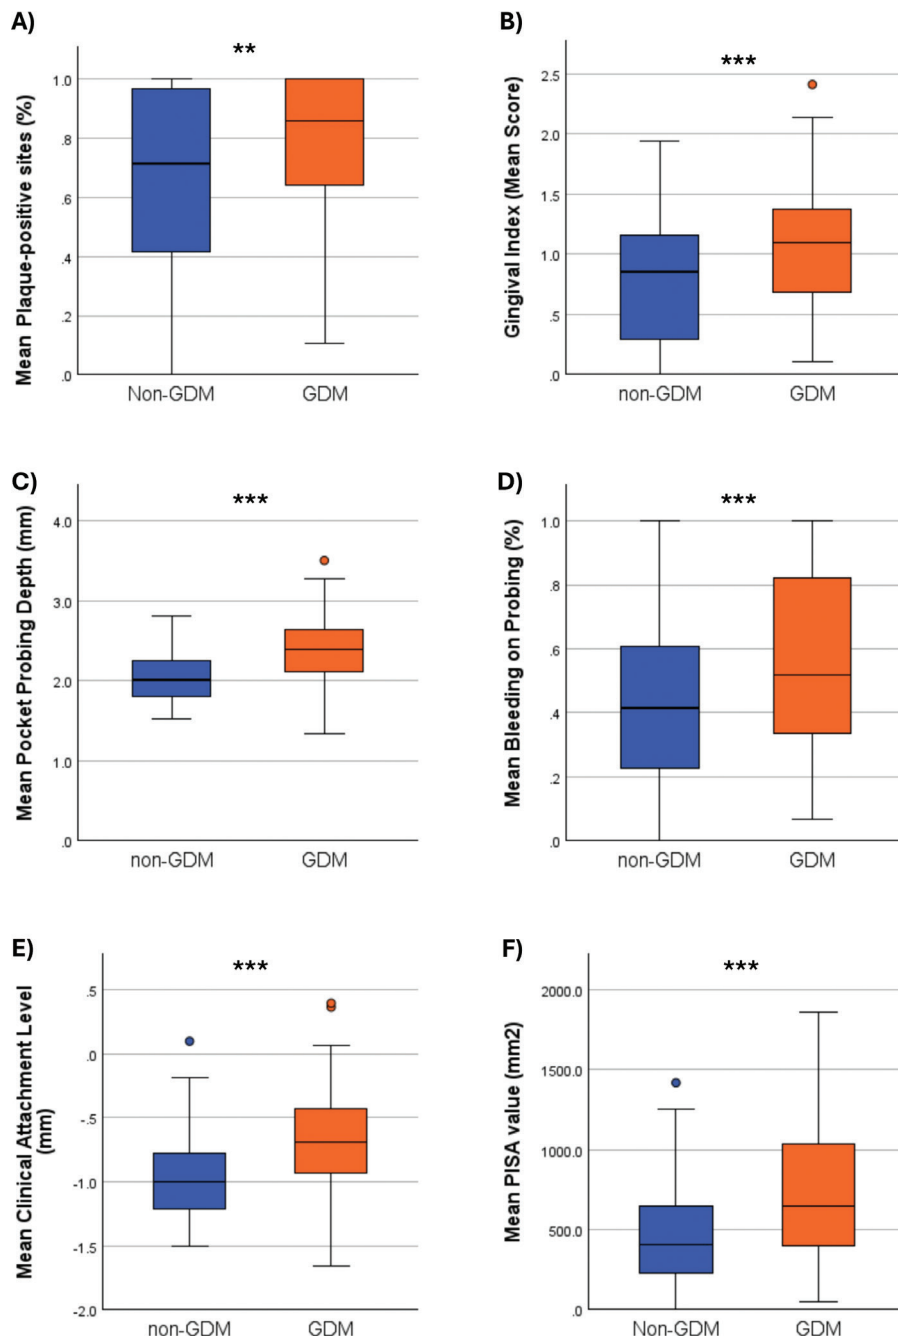 A)
**
Mean Plaque-positive sites (%)
1.0
.8
.6
.4
.2
.0
Non-GDM GDM
B)
***
Gingival Index (Mean Score)
2.5
2.0
1.5
1.0
.5
.0
non-GDM GDM
C)
***
Mean Pocket Probing Depth (mm)
4.0
3.0
2.0
1.0
.0
non-GDM GDM
D)
***
Mean Bleeding on Probing (%)
1.0
.8
.6
.4
.2
.0
non-GDM GDM
E)
***
Mean Clinical Attachment Level
(mm)
.5
.0
-.5
-1.0
-1.5
-2.0
non-GDM GDM
F)
***
Mean PISA value (mm2)
2000.0
1500.0
1000.0
500.0
.0
Non-GDM GDM